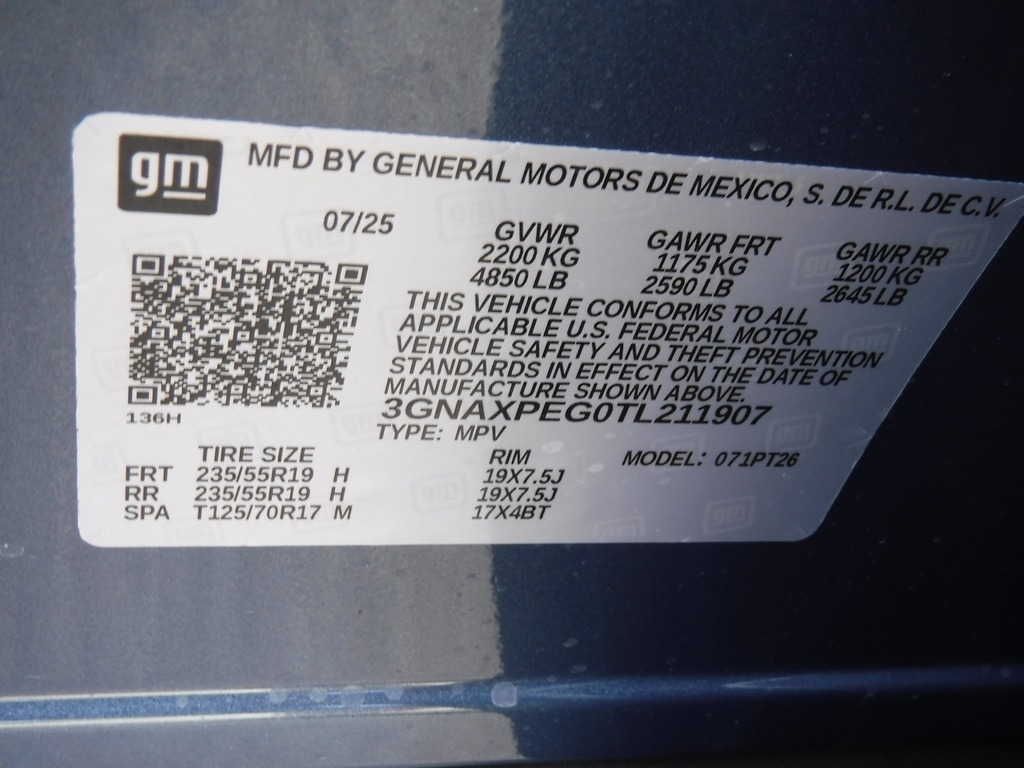 gm
MFD BY GENERAL MOTORS DE MEXICO, S. DE R.L. DE C.V.
07/25
GVWR GAWR FRT GAWR RR
2200 KG 1175 KG 1200 KG
4850 LB 2590 LB 2645 LB
THIS VEHICLE CONFORMS TO ALL
APPLICABLE U.S. FEDERAL MOTOR
VEHICLE SAFETY AND THEFT PREVENTION
STANDARDS IN EFFECT ON THE DATE OF
MANUFACTURE SHOWN ABOVE.
136H 3GNAXPEG0TL211907
TYPE: MPV
TIRE SIZE RIM MODEL: 071PT26
FRT 235/55R19 H 19X7.5J
RR 235/55R19 H 19X7.5J
SPA T125/70R17 M 17X4BT